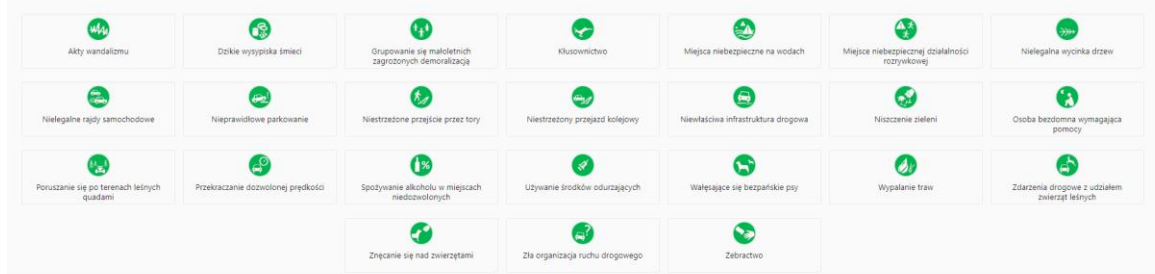 Akty wandalizmu
Dzikie wysypiska śmieci
Grupowanie się małoletnich
zagrożonych demoralizacją
Kłusownictwo
Miejsca niebezpieczne na wodach
Miejsce niebezpiecznej działalności
rozrywkowej
Nielegalna wycinka drzew
Nielegalne rajdy samochodowe
Nieprawidłowe parkowanie
Niestrzeżone przejście przez tory
Niestrzeżony przejazd kolejowy
Niewłaściwa infrastruktura drogowa
Niszczenie zieleni
Osoba bezdomna wymagająca
pomocy
Poruszanie się po terenach leśnych
quadami
Przekraczanie dozwolonej prędkości
%
Spożywanie alkoholu w miejscach
niedozwolonych
Używanie środków odurzających
Wałęsające się bezpańskie psy
Wypalanie traw
Zdarzenia drogowe z udziałem
zwierząt leśnych
Znęcanie się nad zwierzętami
?
Zła organizacja ruchu drogowego
Żebractwo